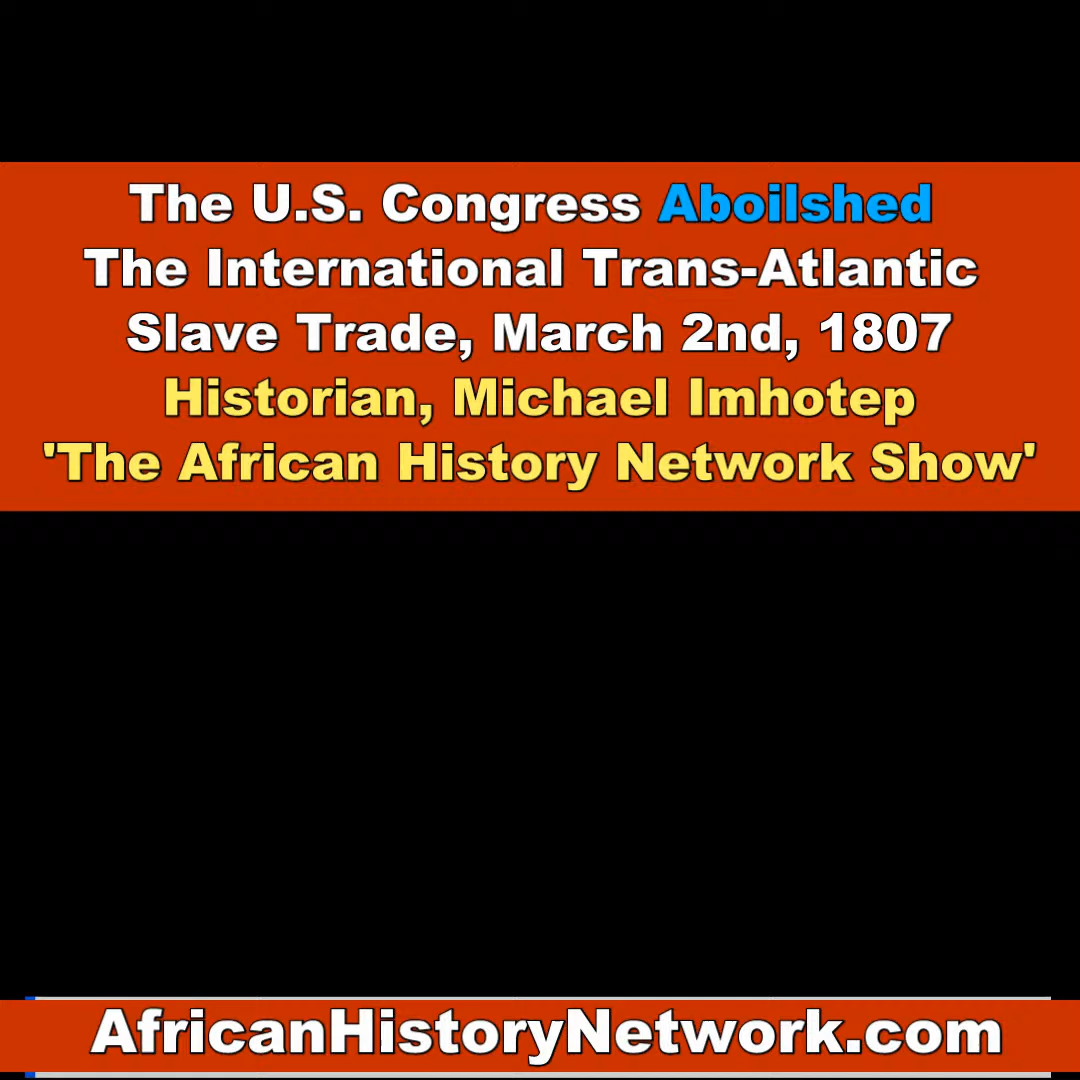 The U.S. Congress Aboilshed
The International Trans-Atlantic
Slave Trade, March 2nd, 1807
Historian, Michael Imhotep
'The African History Network Show'
AfricanHistoryNetwork.com